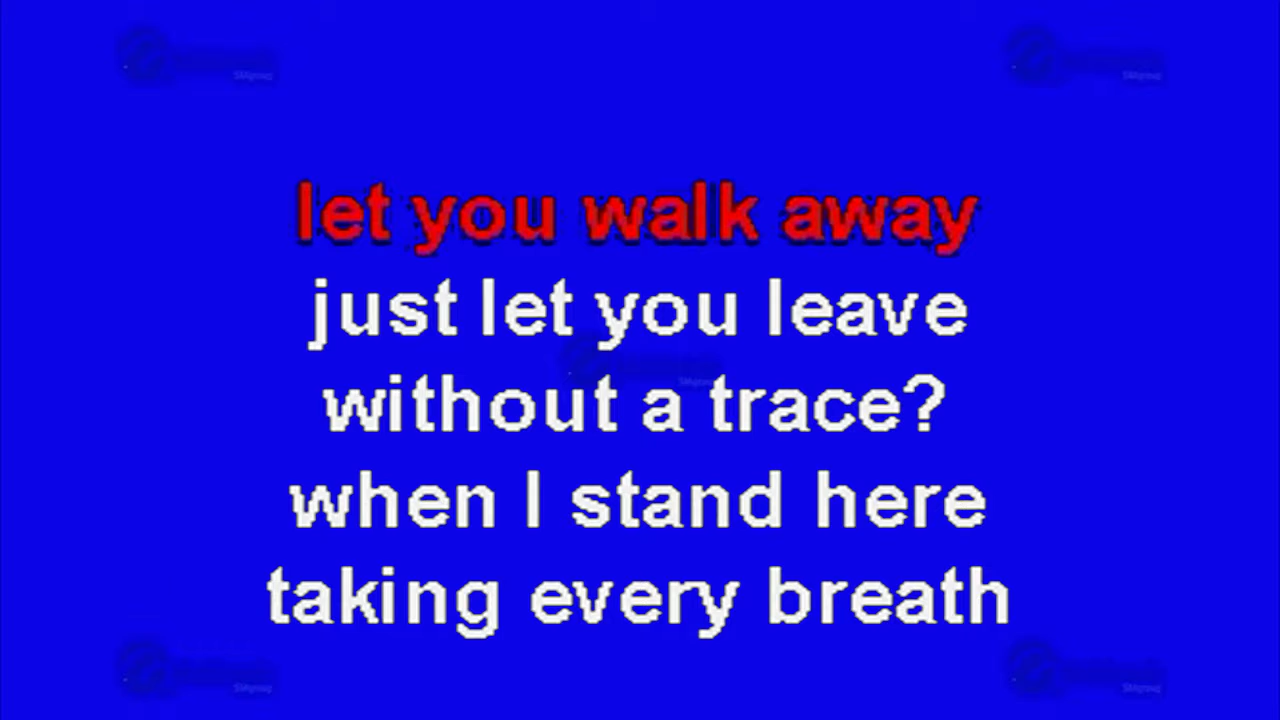 let you walk away
just let you leave
without a trace?
when I stand here
taking every breath